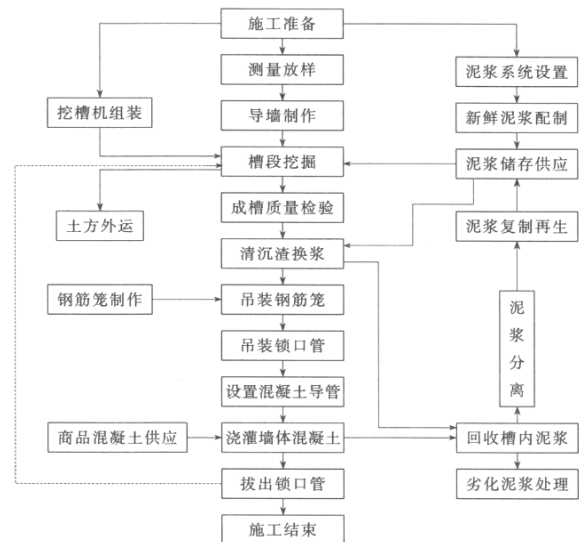 施工准备
测量放样
泥浆系统设置
挖槽机组装
导墙制作
新鲜泥浆配制
槽段挖掘
泥浆储存供应
土方外运
成槽质量检验
泥浆复制再生
清沉渣换浆
钢筋笼制作
吊装钢筋笼
泥浆分离
吊装锁口管
设置混凝土导管
商品混凝土供应
浇灌墙体混凝土
回收槽内泥浆
拔出锁口管
劣化泥浆处理
施工结束